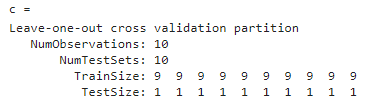 c =
Leave-one-out cross validation partition
NumObservations: 10
NumTestSets: 10
TrainSize: 9 9 9 9 9 9 9 9 9 9
TestSize: 1 1 1 1 1 1 1 1 1 1